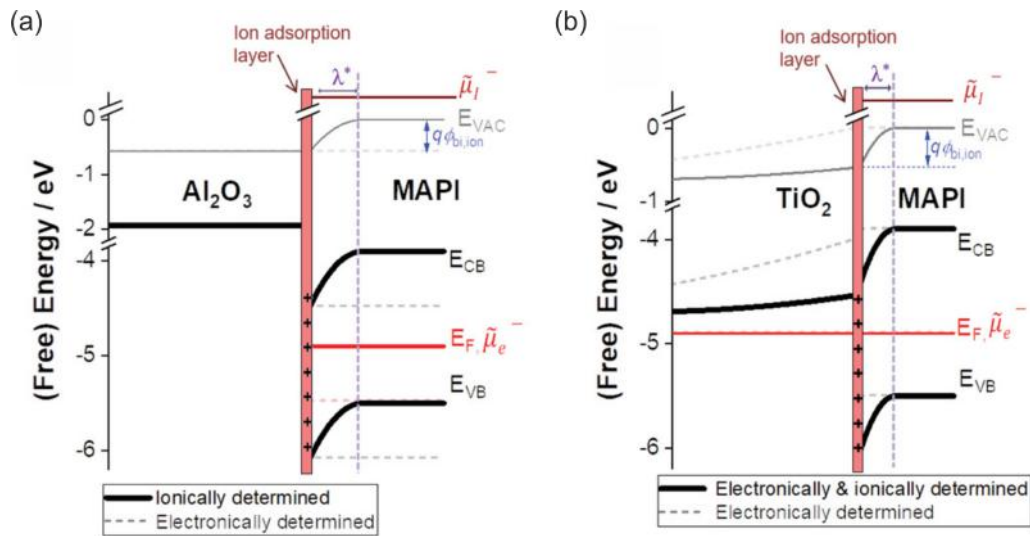 (a)
Ion adsorption
layer
λ*
μ̃I⁻
0
EVAC
qϕbi,ion
-1
Al2O3
MAPI
-2
(Free) Energy / eV
-4
ECB
EF, μ̃e⁻
-5
EVB
-6
Ionically determined
Electronically determined
(b)
Ion adsorption
layer
λ*
μ̃I⁻
0
EVAC
qϕbi,ion
-1
TiO2
MAPI
(Free) Energy / eV
-4
ECB
EF, μ̃e⁻
-5
EVB
-6
Electronically & ionically determined
Electronically determined